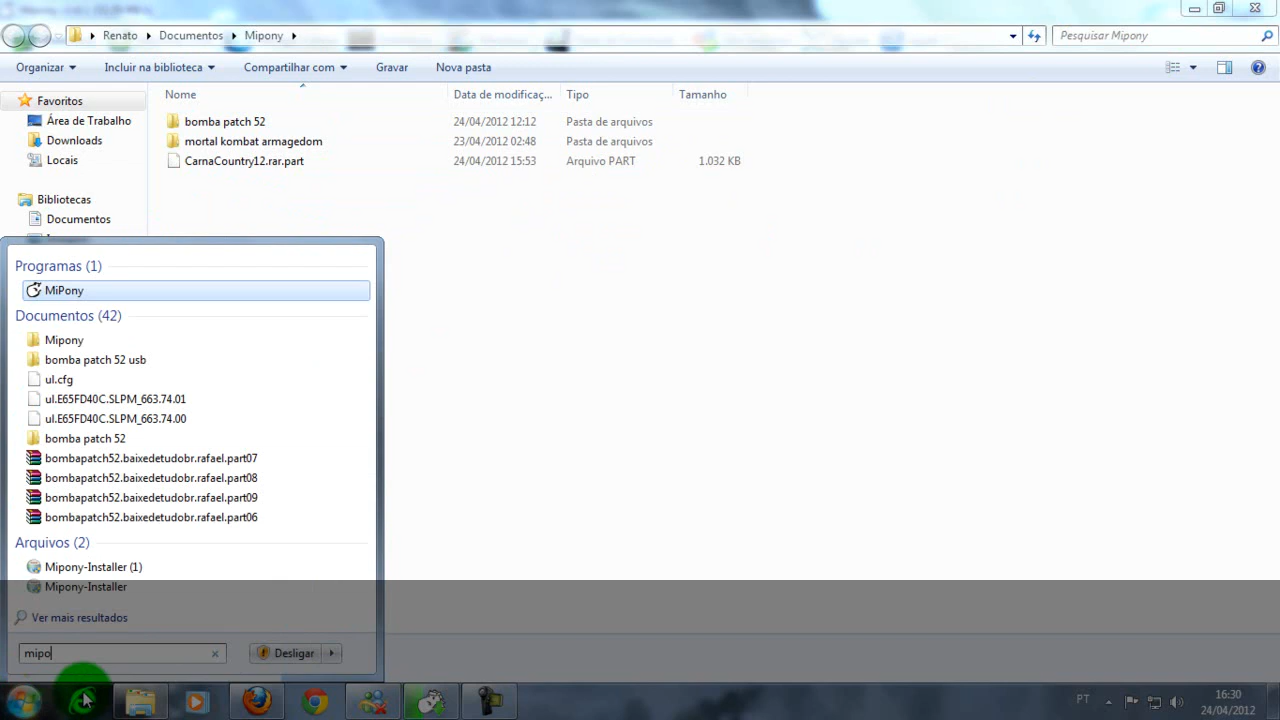 Renato Documentos Mipony
Pesquisar Mipony
Organizar Incluir na biblioteca Compartilhar com Gravar Nova pasta
Nome Data de modificaç... Tipo Tamanho
Favoritos
Área de Trabalho
Downloads
Locais
Bibliotecas
Documentos
bomba patch 52 24/04/2012 12:12 Pasta de arquivos
mortal kombat armagedom 23/04/2012 02:48 Pasta de arquivos
CarnaCountry12.rar.part 24/04/2012 15:53 Arquivo PART 1.032 KB
Programas (1)
MiPony
Documentos (42)
Mipony
bomba patch 52 usb
ul.cfg
ul.E65FD40C.SLPM_663.74.01
ul.E65FD40C.SLPM_663.74.00
bomba patch 52
bombapatch52.baixedetudobr.rafael.part07
bombapatch52.baixedetudobr.rafael.part08
bombapatch52.baixedetudobr.rafael.part09
bombapatch52.baixedetudobr.rafael.part06
Arquivos (2)
Mipony-Installer (1)
Mipony-Installer
Ver mais resultados
mipo
Desligar
PT
16:30
24/04/2012